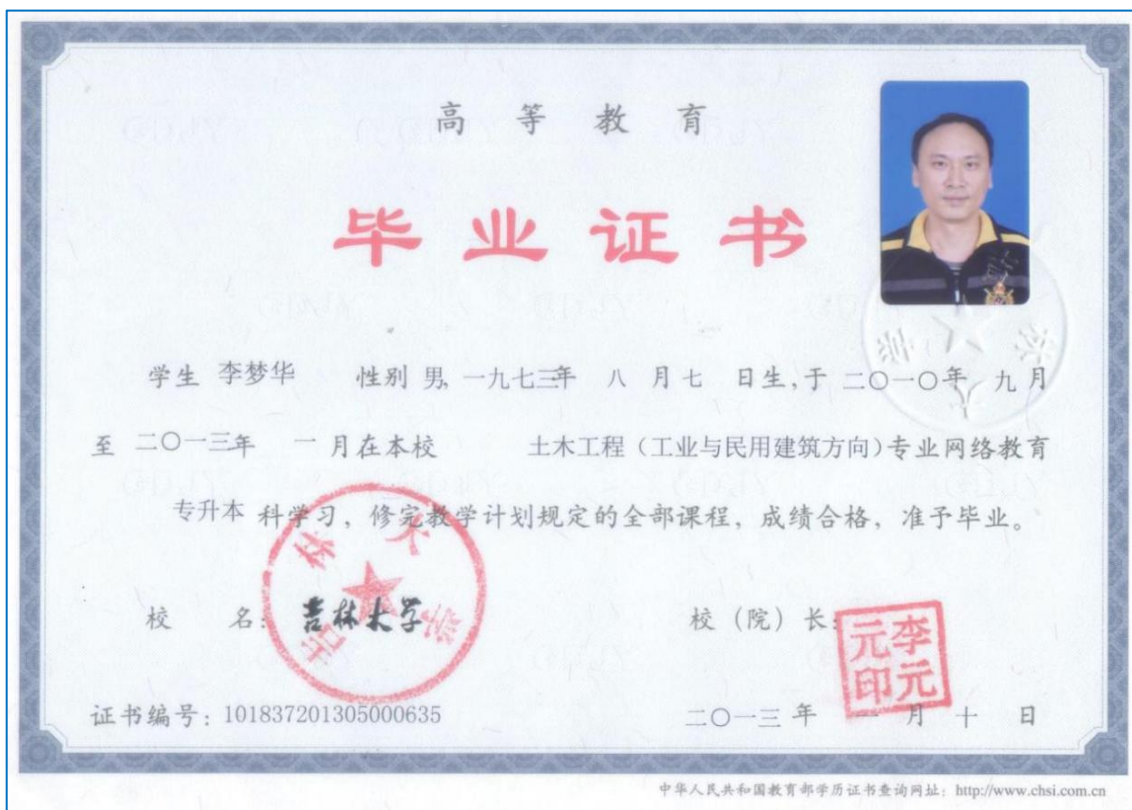 高等教育
毕业证书
学生 李梦华 性别 男, 一九七三年 八 月 七 日生, 于 二〇一〇年 九 月
至 二〇一三年 一 月在本校 土木工程（工业与民用建筑方向）专业网络教育
专升本 科学习，修完教学计划规定的全部课程，成绩合格，准予毕业。
校 名：吉林大学
吉林大学
校（院）长：
李元元印
证书编号：101837201305000635
二〇一三 年 一 月 十 日
中华人民共和国教育部学历证书查询网址：http://www.chsi.com.cn